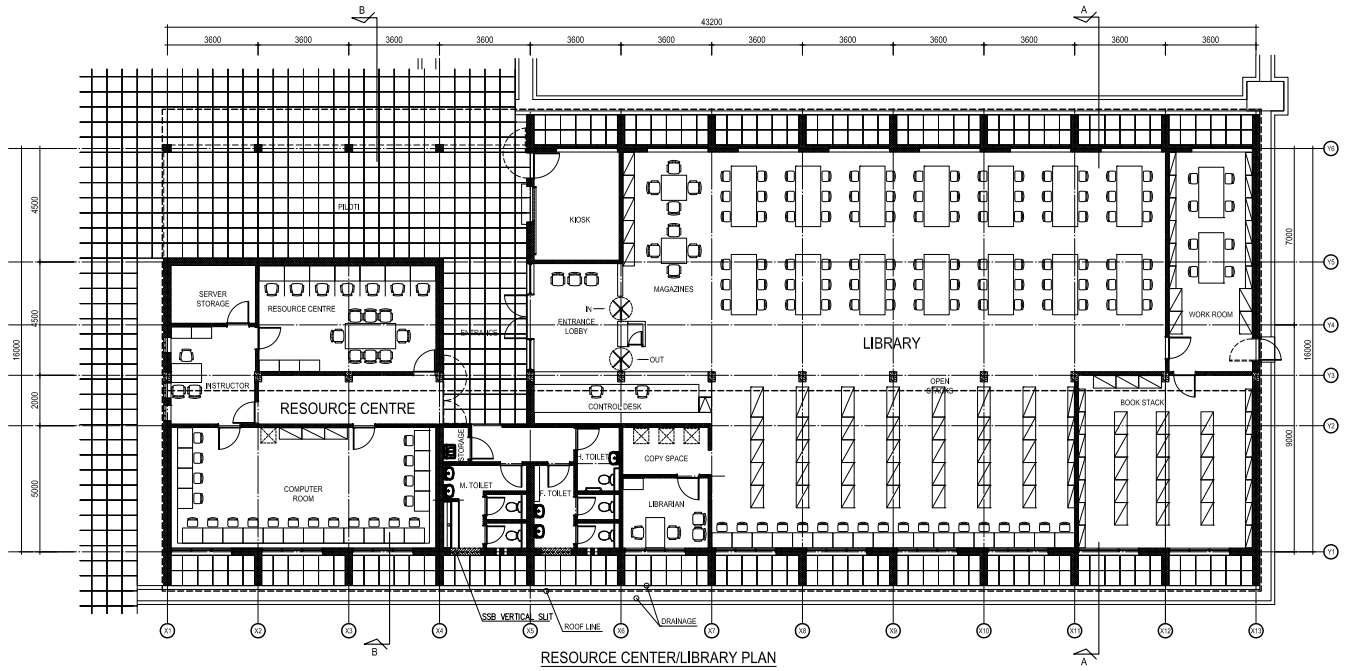 B
A
43200
3600
3600
3600
3600
3600
3600
3600
3600
3600
3600
3600
3600
Y6
4500
PILOTI
KIOSK
7000
Y5
SERVER
STORAGE
RESOURCE CENTRE
MAGAZINES
IN
ENTRANCE
LOBBY
ENTRANCE
WORK ROOM
4500
16000
Y4
LIBRARY
16000
OUT
Y3
INSTRUCTOR
OPEN
STACKS
2000
RESOURCE CENTRE
CONTROL DESK
BOOK STACK
Y2
STORAGE
H. TOILET
COPY SPACE
9000
5000
COMPUTER
ROOM
M. TOILET
F. TOILET
LIBRARIAN
Y1
SSB VERTICAL SLIT
ROOF LINE
DRAINAGE
X1
X2
X3
X4
X5
X6
X7
X8
X9
X10
X11
X12
X13
B
A
RESOURCE CENTER/LIBRARY PLAN